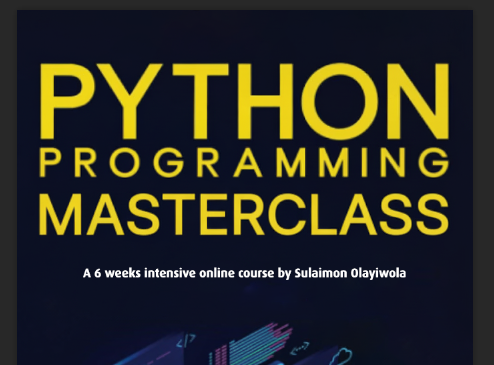 PYTHON
PROGRAMMING
MASTERCLASS
A 6 weeks intensive online course by Sulaimon Olayiwola
</>